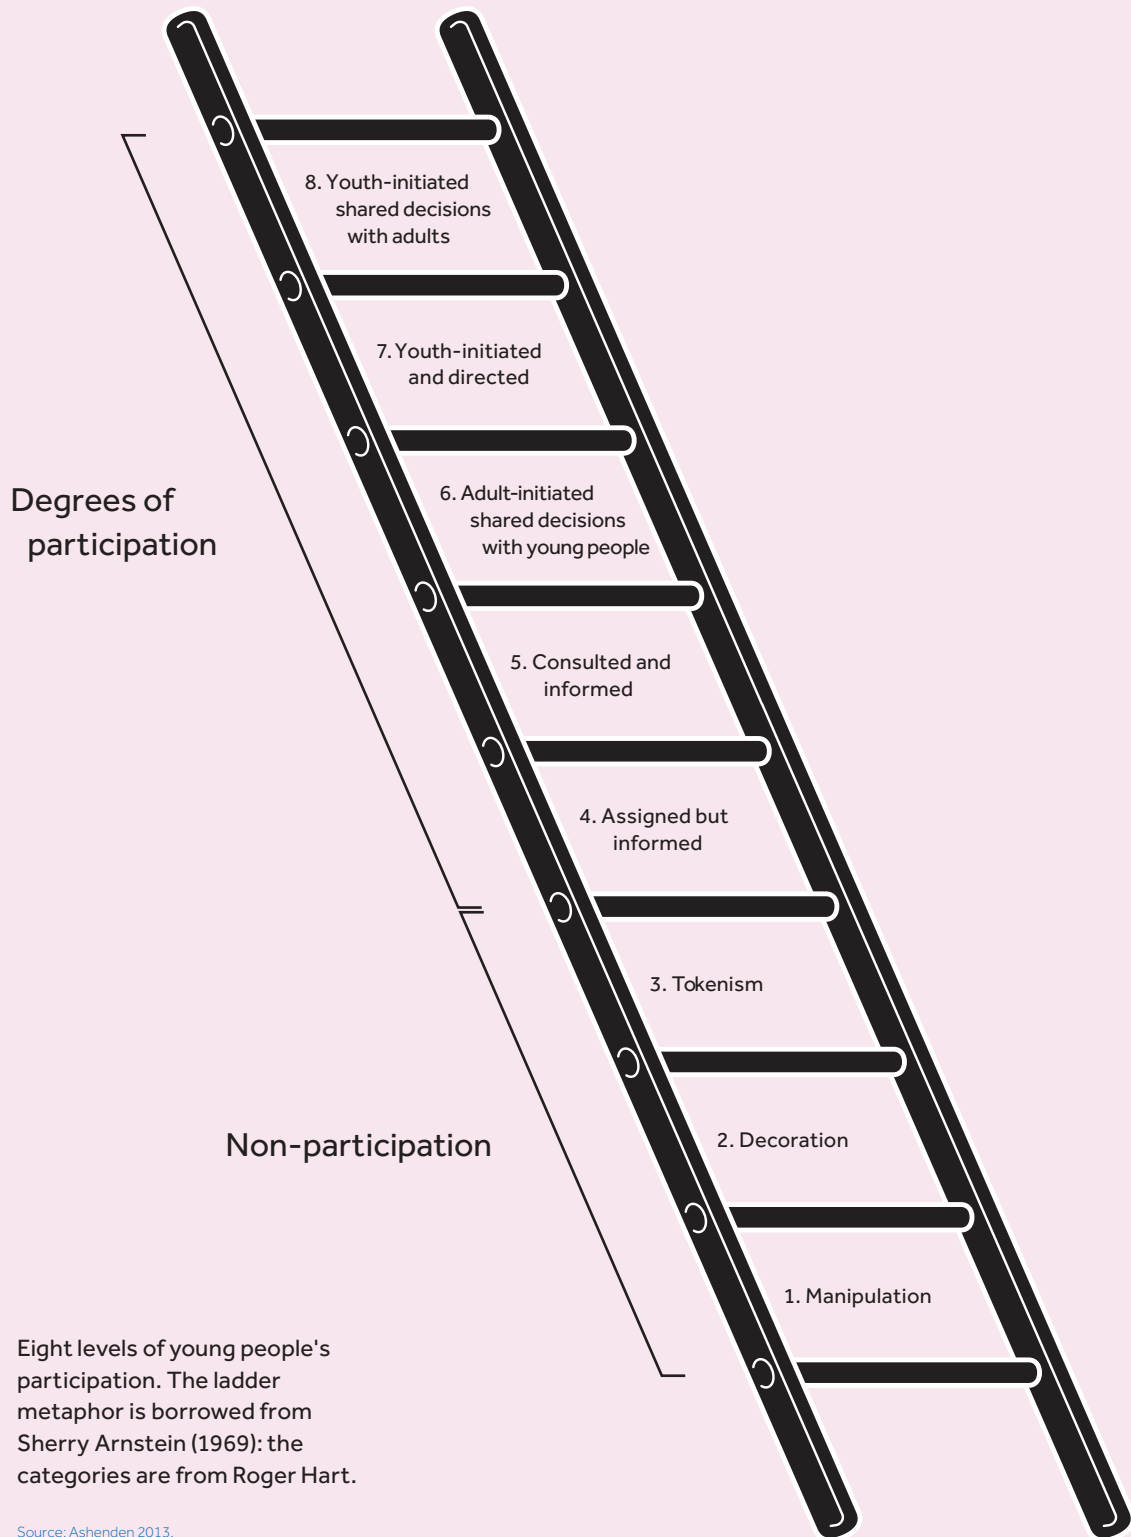 8. Youth-initiated
shared decisions
with adults
7. Youth-initiated
and directed
Degrees of
participation
6. Adult-initiated
shared decisions
with young people
5. Consulted and
informed
4. Assigned but
informed
3. Tokenism
Non-participation
2. Decoration
1. Manipulation
Eight levels of young people's
participation. The ladder
metaphor is borrowed from
Sherry Arnstein (1969): the
categories are from Roger Hart.
Source: Ashenden 2013.